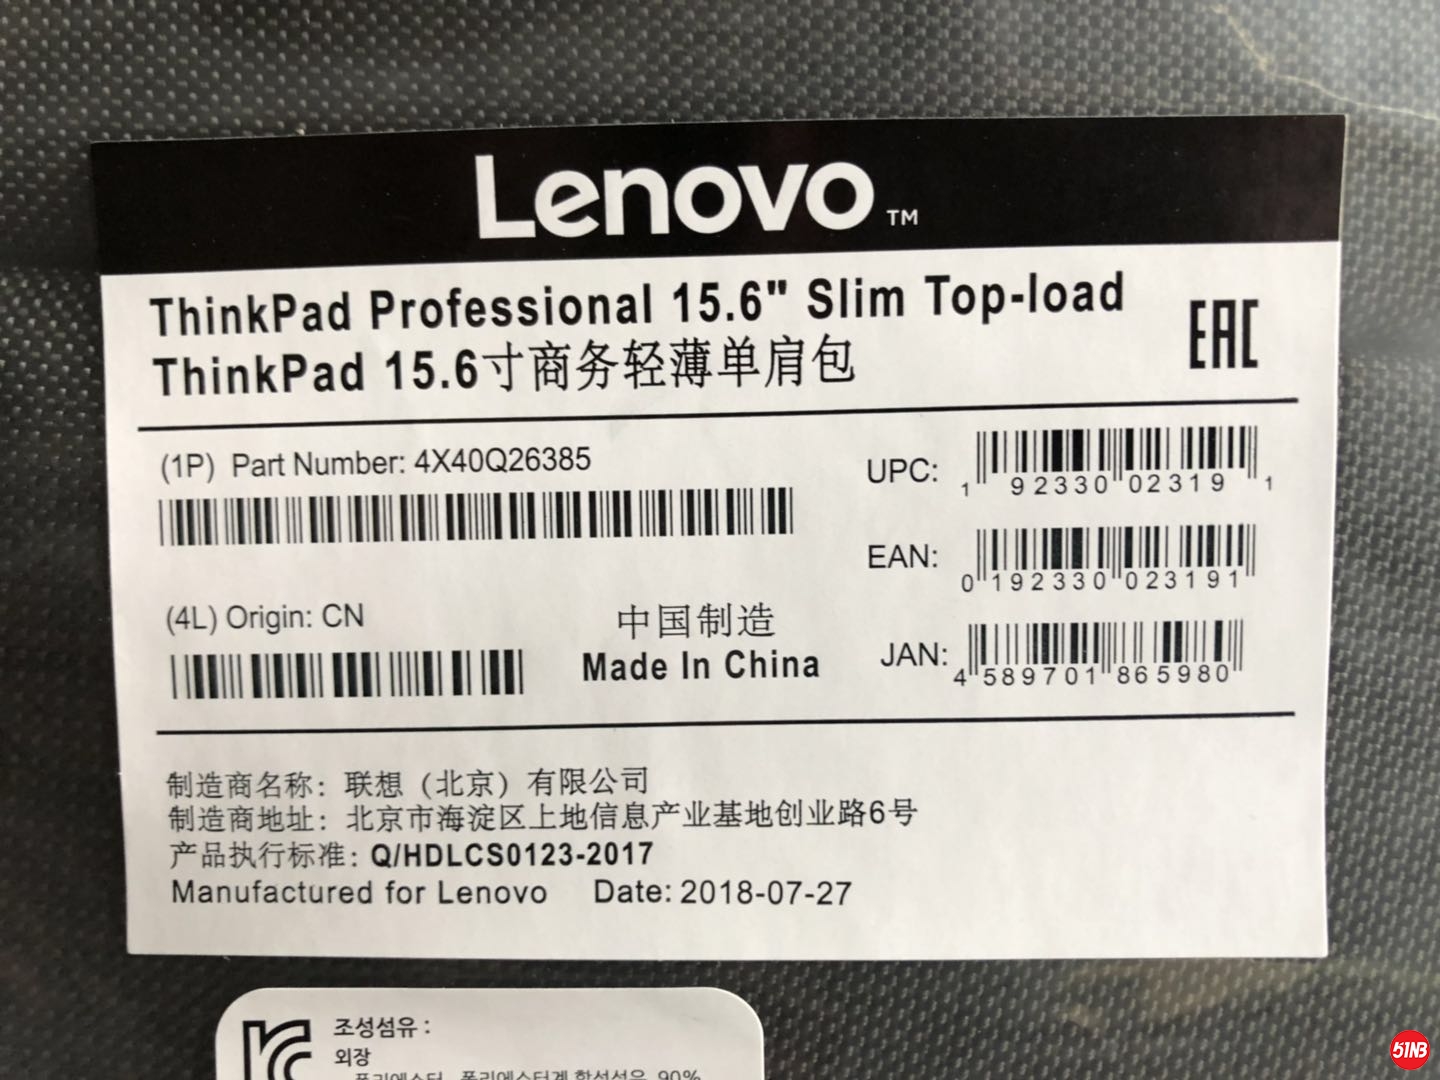 Lenovo™
ThinkPad Professional 15.6" Slim Top-load
ThinkPad 15.6寸商务轻薄单肩包
EAC
(1P) Part Number: 4X40Q26385
UPC: 1 92330 02319 1
EAN: 0 192330 023191
(4L) Origin: CN
中国制造
Made In China
JAN: 4 589701 865980
制造商名称：联想（北京）有限公司
制造商地址：北京市海淀区上地信息产业基地创业路6号
产品执行标准：Q/HDLCS0123-2017
Manufactured for Lenovo Date: 2018-07-27
조성섬유 :
외장
51NB